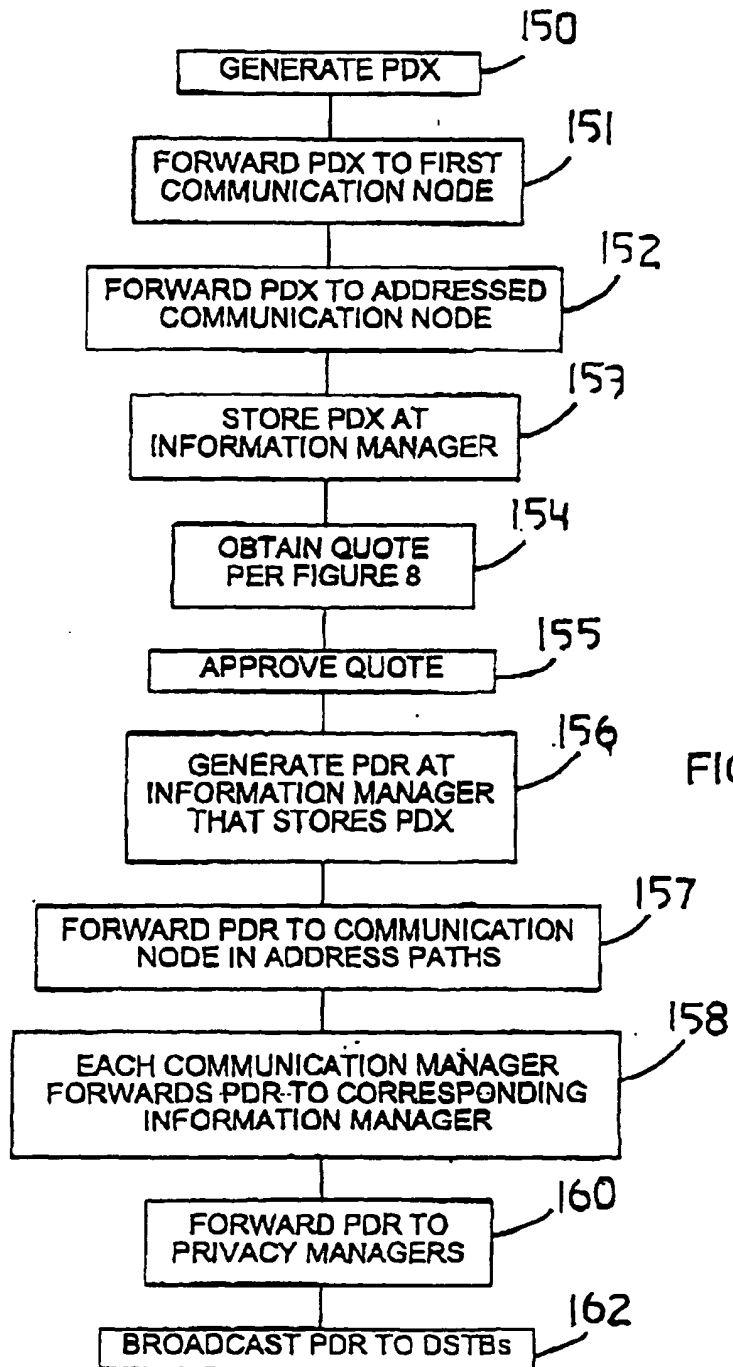 150
GENERATE PDX
151
FORWARD PDX TO FIRST
COMMUNICATION NODE
152
FORWARD PDX TO ADDRESSED
COMMUNICATION NODE
153
STORE PDX AT
INFORMATION MANAGER
154
OBTAIN QUOTE
PER FIGURE 8
155
APPROVE QUOTE
156
GENERATE PDR AT
INFORMATION MANAGER
THAT STORES PDX
FIG
157
FORWARD PDR TO COMMUNICATION
NODE IN ADDRESS PATHS
158
EACH COMMUNICATION MANAGER
FORWARDS PDR TO CORRESPONDING
INFORMATION MANAGER
160
FORWARD PDR TO
PRIVACY MANAGERS
162
BROADCAST PDR TO DSTBs